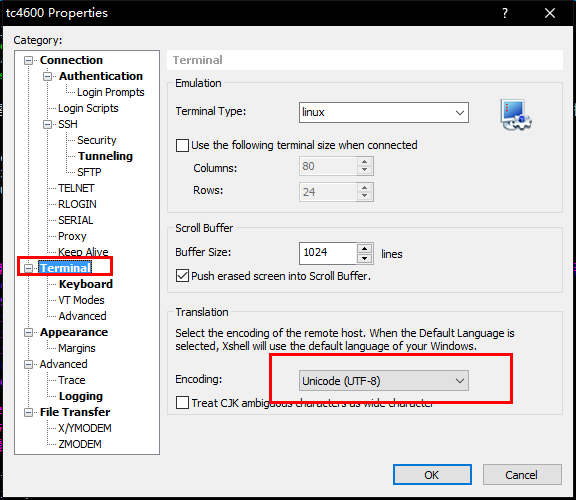 tc4600 Properties
?
Category:
Connection
Authentication
Login Prompts
Login Scripts
SSH
Security
Tunneling
SFTP
TELNET
RLOGIN
SERIAL
Proxy
Keep Alive
Terminal
Keyboard
VT Modes
Advanced
Appearance
Margins
Advanced
Trace
Logging
File Transfer
X/YMODEM
ZMODEM
Terminal
Emulation
Terminal Type: linux
Use the following terminal size when connected
Columns: 80
Rows: 24
Scroll Buffer
Buffer Size: 1024 lines
Push erased screen into Scroll Buffer.
Translation
Select the encoding of the remote host. When the Default Language is
selected, Xshell will use the default language of your Windows.
Encoding: Unicode (UTF-8)
Treat CJK ambiguous characters as wide character
OK Cancel